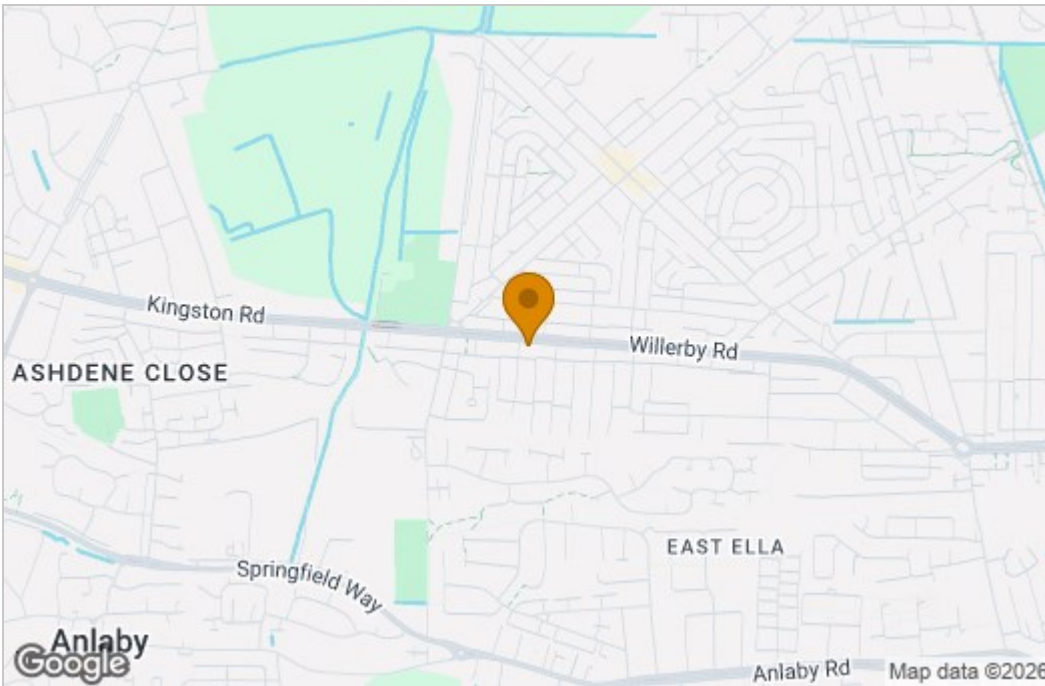 Kingston Rd
Willerby Rd
ASHDENE CLOSE
EAST ELLA
Springfield Way
Anlaby
Google
Anlaby Rd
Map data ©2026